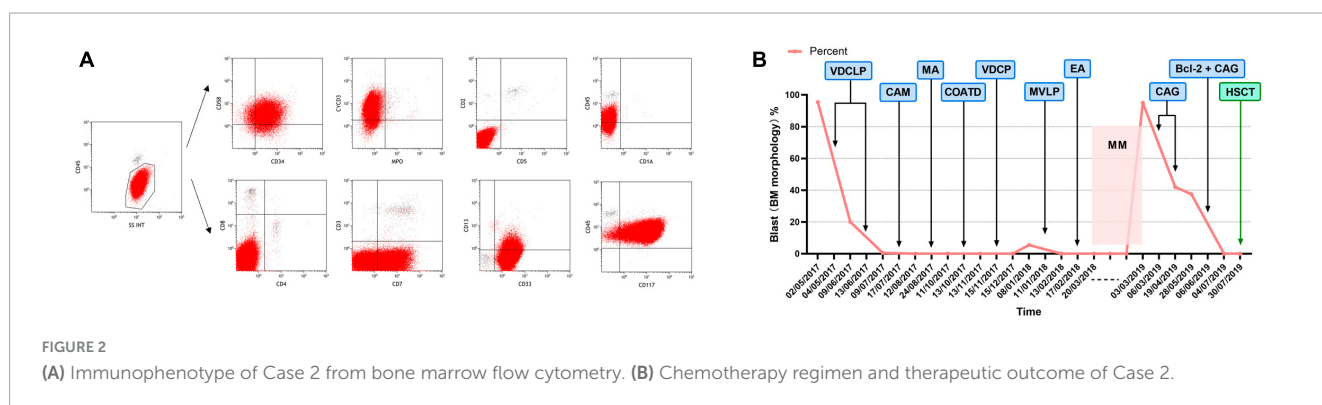 A
CD45
SS INT
CD58
CD34
CYCD3
MPO
CD2
CD5
CD45
CD1A
CD8
CD4
CD3
CD7
CD13
CD33
CD45
CD117
B
Percent
VDCLP
MA
VDCP
EA
Bcl-2 + CAG
CAM
COATD
MVLP
CAG
HSCT
Blast (BM morphology) %
100
80
60
40
20
0
MM
02/05/2017
04/05/2017
09/06/2017
13/06/2017
09/07/2017
17/07/2017
12/08/2017
24/08/2017
11/10/2017
13/10/2017
13/11/2017
15/11/2017
15/12/2017
08/01/2018
11/01/2018
13/02/2018
17/02/2018
20/03/2018
03/03/2019
06/03/2019
19/04/2019
28/05/2019
06/06/2019
04/07/2019
30/07/2019
Time
FIGURE 2
(A) Immunophenotype of Case 2 from bone marrow flow cytometry. (B) Chemotherapy regimen and therapeutic outcome of Case 2.